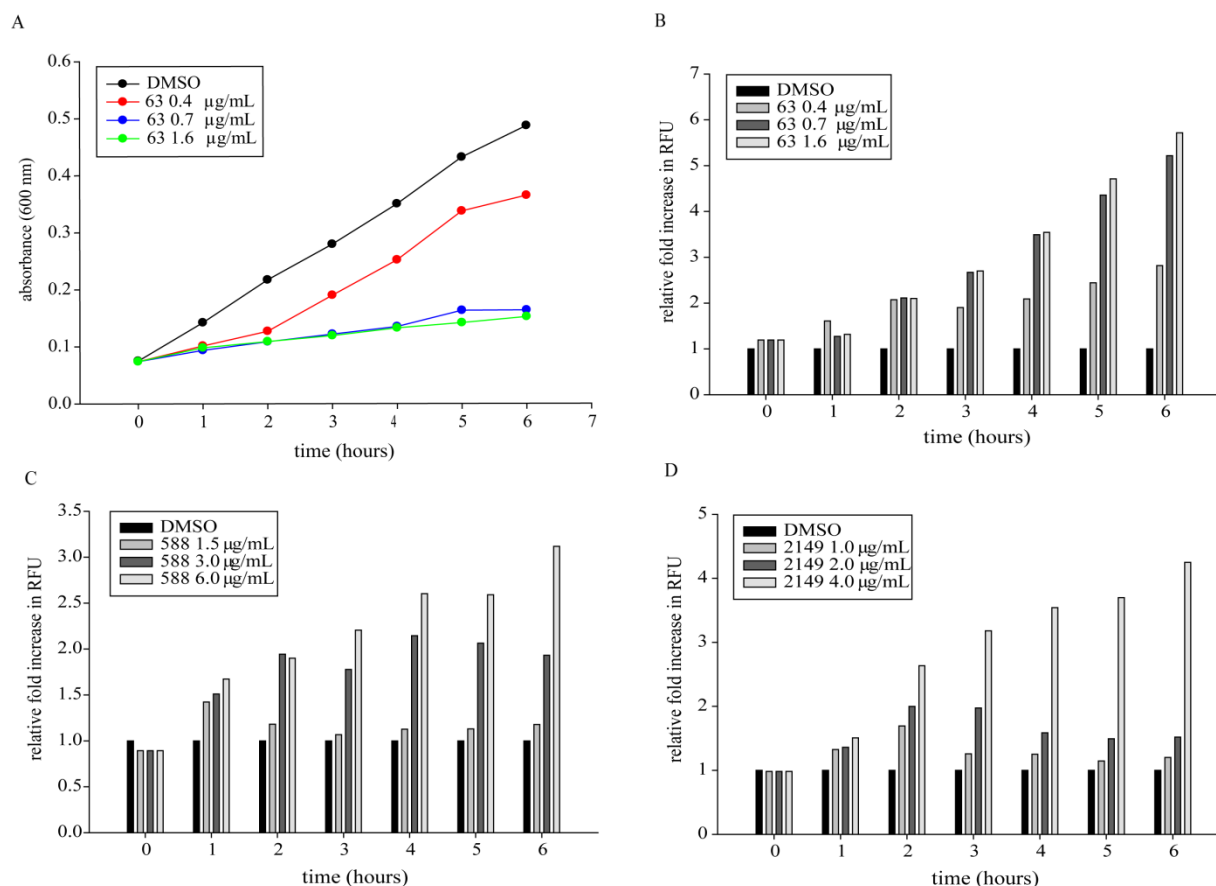 A
absorbance (600 nm)
0.6
0.5
0.4
0.3
0.2
0.1
0.0
DMSO
63 0.4 µg/mL
63 0.7 µg/mL
63 1.6 µg/mL
0 1 2 3 4 5 6 7
time (hours)
B
relative fold increase in RFU
7
6
5
4
3
2
1
DMSO
63 0.4 µg/mL
63 0.7 µg/mL
63 1.6 µg/mL
0 1 2 3 4 5 6
time (hours)
C
relative fold increase in RFU
3.5
3.0
2.5
2.0
1.5
1.0
0.5
0.0
DMSO
588 1.5 µg/mL
588 3.0 µg/mL
588 6.0 µg/mL
0 1 2 3 4 5 6
time (hours)
D
relative fold increase in RFU
5
4
3
2
1
0
DMSO
2149 1.0 µg/mL
2149 2.0 µg/mL
2149 4.0 µg/mL
0 1 2 3 4 5 6
time (hours)